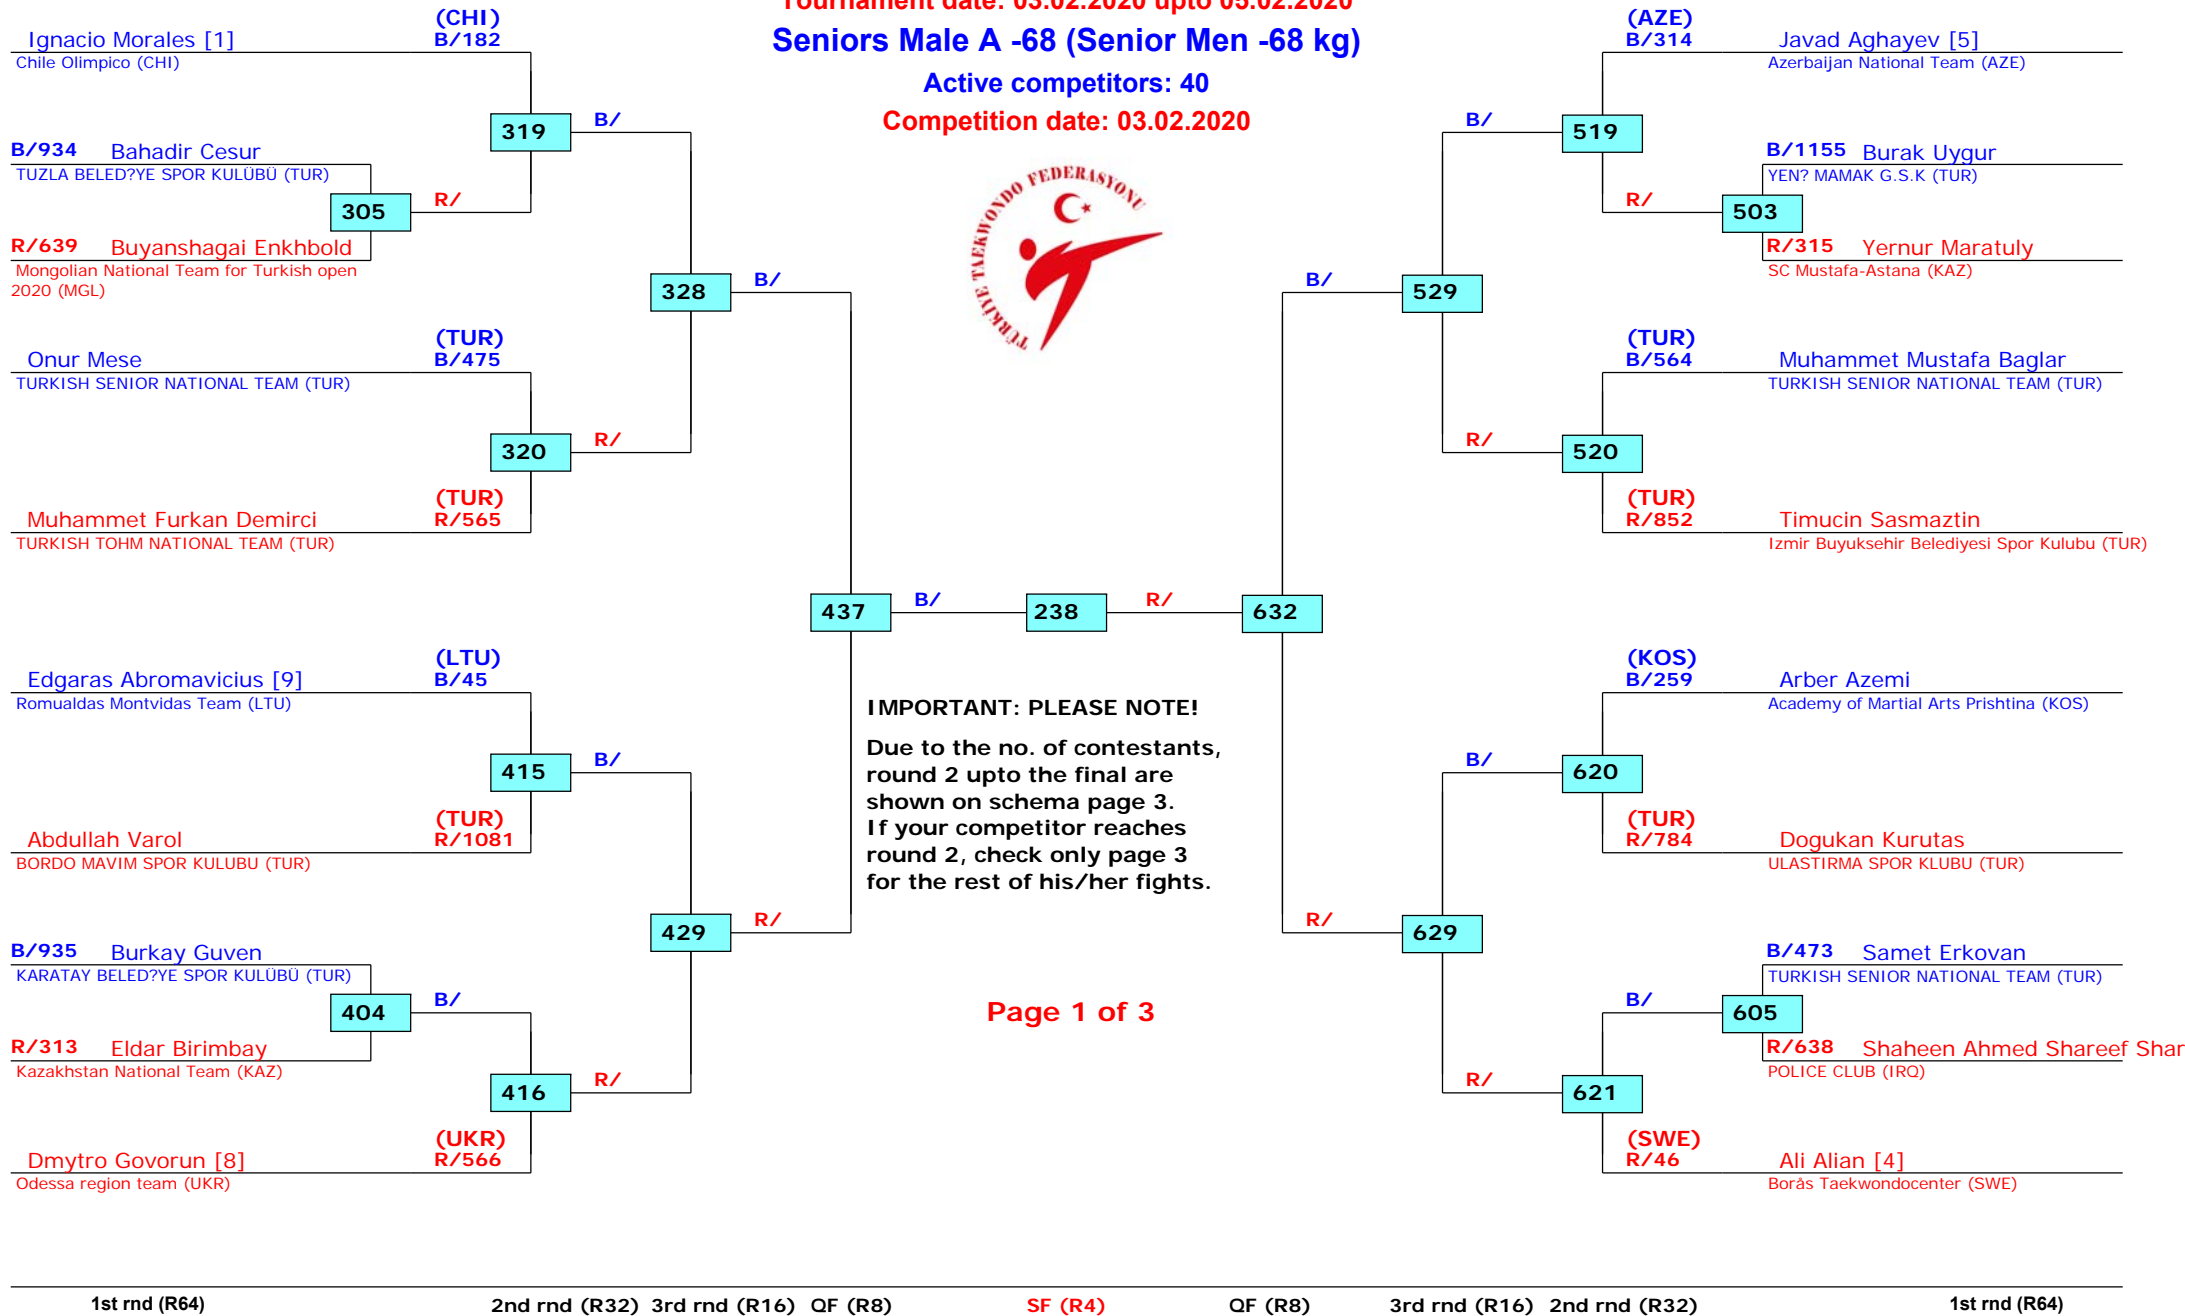 Tournament date: 03.02.2020 upto 05.02.2020
Seniors Male A -68 (Senior Men -68 kg)
Active competitors: 40
Competition date: 03.02.2020
TÜRKİYE TAEKWONDO FEDERASYONU
(CHI)
Ignacio Morales [1] B/182
Chile Olimpico (CHI)
319 B/
B/934 Bahadir Cesur
TUZLA BELED?YE SPOR KULÜBÜ (TUR)
305 R/
R/639 Buyanshagai Enkhbold
Mongolian National Team for Turkish open
2020 (MGL)
328 B/
(TUR)
Onur Mese B/475
TURKISH SENIOR NATIONAL TEAM (TUR)
320 R/
(TUR)
Muhammet Furkan Demirci R/565
TURKISH TOHM NATIONAL TEAM (TUR)
437 B/ 238 R/ 632
(LTU)
Edgaras Abromavicius [9] B/45
Romualdas Montvidas Team (LTU)
415 B/
(TUR)
Abdullah Varol R/1081
BORDO MAVIM SPOR KULUBU (TUR)
429 R/
B/935 Burkay Guven
KARATAY BELED?YE SPOR KULÜBÜ (TUR)
404 B/
R/313 Eldar Birimbay
Kazakhstan National Team (KAZ)
416 R/
(UKR)
Dmytro Govorun [8] R/566
Odessa region team (UKR)
IMPORTANT: PLEASE NOTE!
Due to the no. of contestants,
round 2 upto the final are
shown on schema page 3.
If your competitor reaches
round 2, check only page 3
for the rest of his/her fights.
Page 1 of 3
(AZE)
B/314 Javad Aghayev [5]
Azerbaijan National Team (AZE)
B/ 519
B/1155 Burak Uygur
YEN? MAMAK G.S.K (TUR)
R/ 503
R/315 Yernur Maratuly
SC Mustafa-Astana (KAZ)
B/ 529
(TUR)
B/564 Muhammet Mustafa Baglar
TURKISH SENIOR NATIONAL TEAM (TUR)
R/ 520
(TUR)
R/852 Timucin Sasmaztin
Izmir Buyuksehir Belediyesi Spor Kulubu (TUR)
(KOS)
B/259 Arber Azemi
Academy of Martial Arts Prishtina (KOS)
B/ 620
(TUR)
R/784 Dogukan Kurutas
ULASTIRMA SPOR KLUBU (TUR)
R/ 629
B/473 Samet Erkovan
TURKISH SENIOR NATIONAL TEAM (TUR)
B/ 605
R/638 Shaheen Ahmed Shareef Shar
POLICE CLUB (IRQ)
R/ 621
(SWE)
R/46 Ali Alian [4]
Borås Taekwondocenter (SWE)
1st rnd (R64) 2nd rnd (R32) 3rd rnd (R16) QF (R8) SF (R4) QF (R8) 3rd rnd (R16) 2nd rnd (R32) 1st rnd (R64)